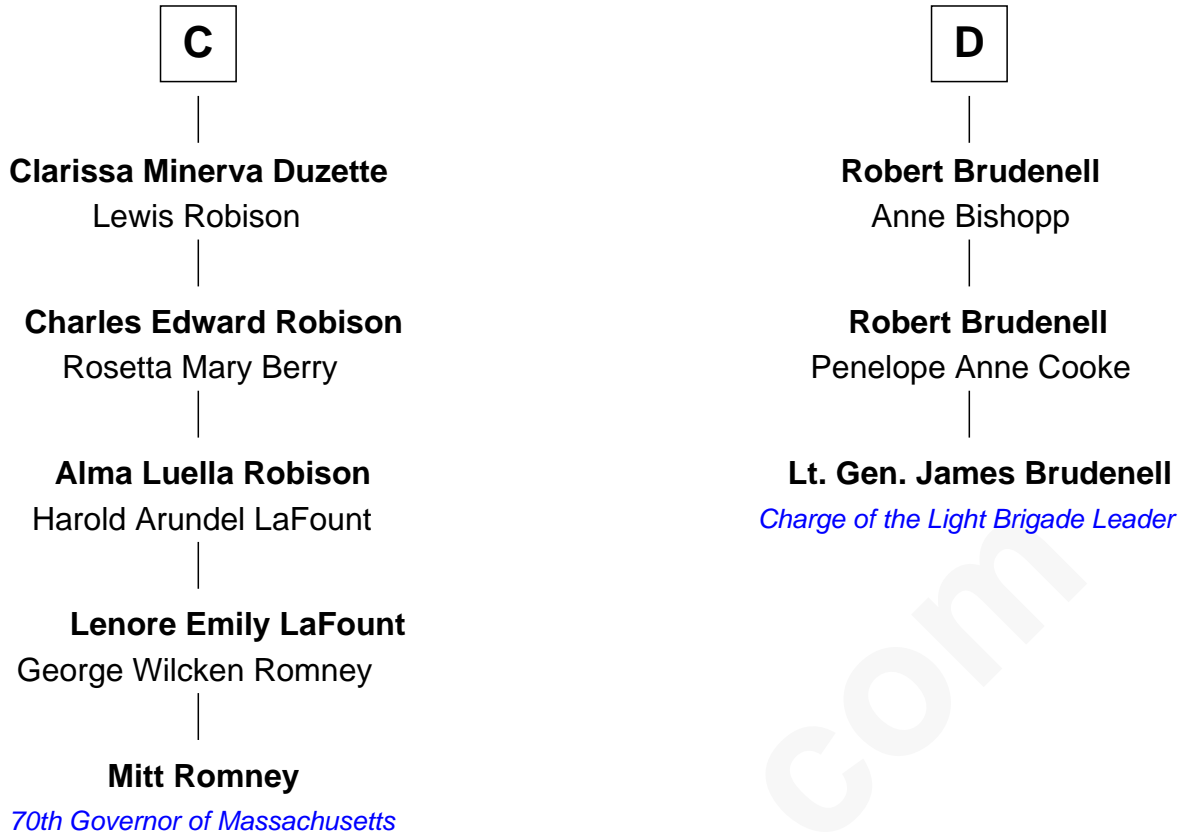 C
Clarissa Minerva Duzette
Lewis Robison
Charles Edward Robison
Rosetta Mary Berry
Alma Luella Robison
Harold Arundel LaFount
Lenore Emily LaFount
George Wilcken Romney
Mitt Romney
70th Governor of Massachusetts
D
Robert Brudenell
Anne Bishopp
Robert Brudenell
Penelope Anne Cooke
Lt. Gen. James Brudenell
Charge of the Light Brigade Leader
com